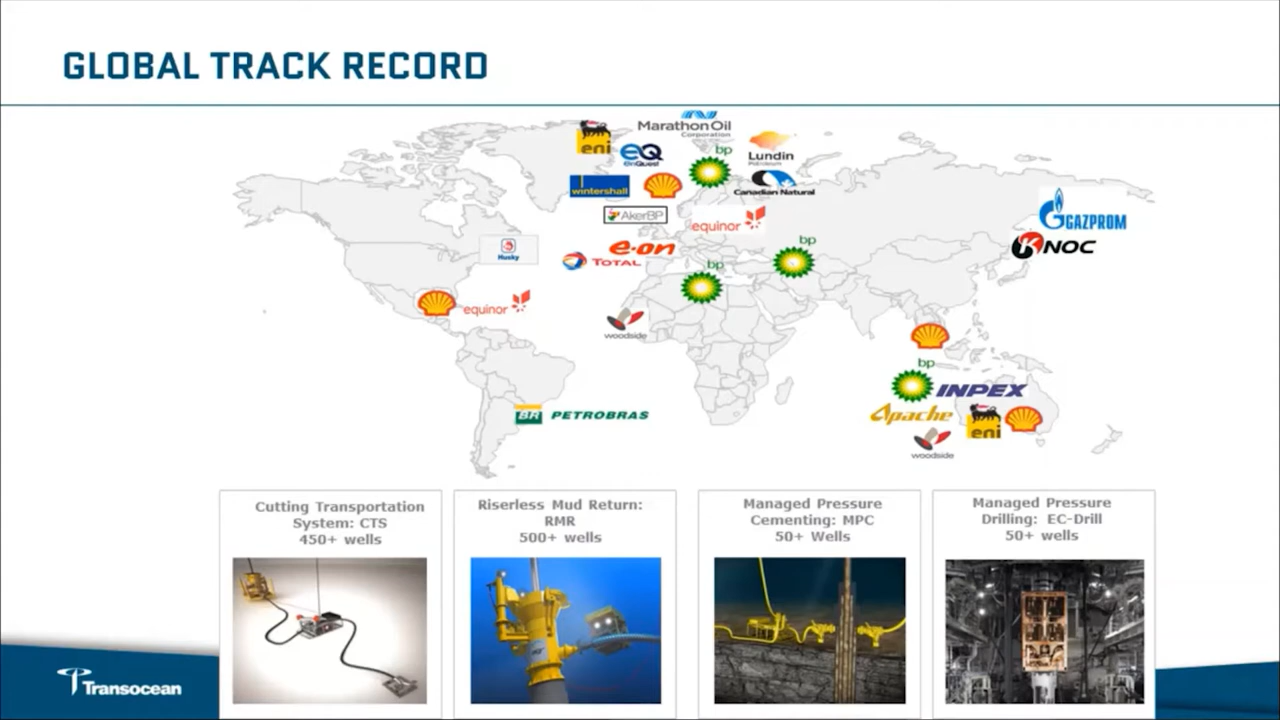 GLOBAL TRACK RECORD
Marathon Oil
Corporation
eni
EQ
EnQuest
bp
Lundin
Petroleum
wintershall
Canadian Natural
AkerBP
equinor
GAZPROM
KNOC
Husky
e·on
TOTAL
bp
bp
equinor
woodside
bp
INPEX
BR PETROBRAS
Apache
eni
woodside
Cutting Transportation
System: CTS
450+ wells
Riserless Mud Return:
RMR
500+ wells
Managed Pressure
Cementing: MPC
50+ Wells
Managed Pressure
Drilling: EC-Drill
50+ wells
Transocean